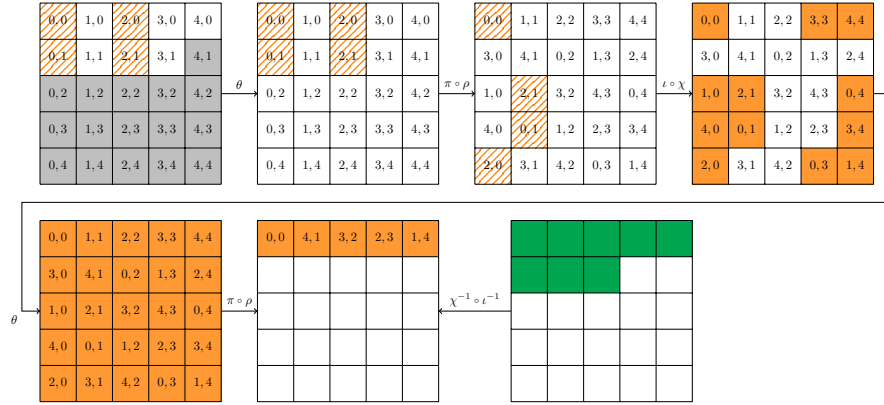 0,0 1,0 2,0 3,0 4,0 0,0 1,0 2,0 3,0 4,0 0,0 1,1 2,2 3,3 4,4 0,0 1,1 2,2 3,3 4,4
0,1 1,1 2,1 3,1 4,1 0,1 1,1 2,1 3,1 4,1 3,0 4,1 0,2 1,3 2,4 3,0 4,1 0,2 1,3 2,4
θ π ∘ ρ ι ∘ χ
0,2 1,2 2,2 3,2 4,2 0,2 1,2 2,2 3,2 4,2 1,0 2,1 3,2 4,3 0,4 1,0 2,1 3,2 4,3 0,4
0,3 1,3 2,3 3,3 4,3 0,3 1,3 2,3 3,3 4,3 4,0 0,1 1,2 2,3 3,4 4,0 0,1 1,2 2,3 3,4
0,4 1,4 2,4 3,4 4,4 0,4 1,4 2,4 3,4 4,4 2,0 3,1 4,2 0,3 1,4 2,0 3,1 4,2 0,3 1,4
0,0 1,1 2,2 3,3 4,4 0,0 4,1 3,2 2,3 1,4
3,0 4,1 0,2 1,3 2,4
π ∘ ρ χ⁻¹ ∘ ι⁻¹
1,0 2,1 3,2 4,3 0,4
θ
4,0 0,1 1,2 2,3 3,4
2,0 3,1 4,2 0,3 1,4